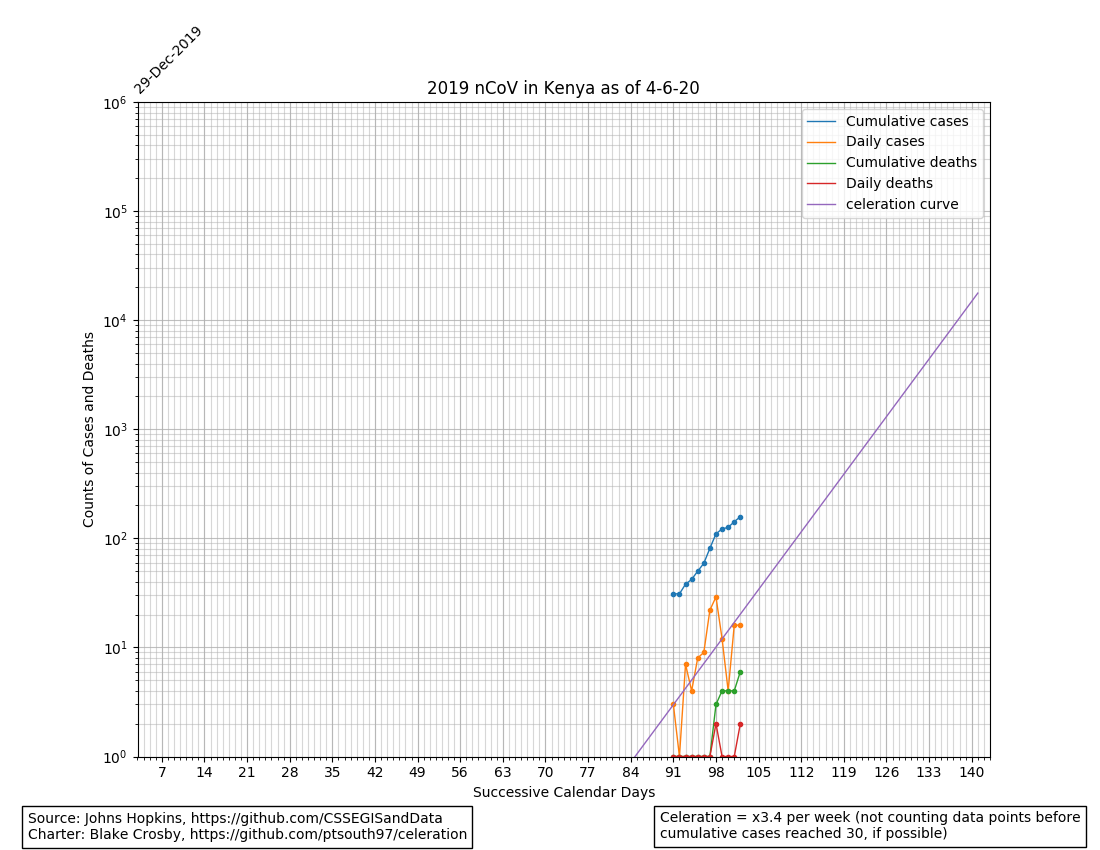 29-Dec-2019
2019 nCoV in Kenya as of 4-6-20
Cumulative cases
Daily cases
Cumulative deaths
Daily deaths
celeration curve
10^6
10^5
10^4
10^3
10^2
10^1
10^0
Counts of Cases and Deaths
7 14 21 28 35 42 49 56 63 70 77 84 91 98 105 112 119 126 133 140
Successive Calendar Days
Source: Johns Hopkins, https://github.com/CSSEGISandData
Charter: Blake Crosby, https://github.com/ptsouth97/celeration
Celeration = x3.4 per week (not counting data points before
cumulative cases reached 30, if possible)